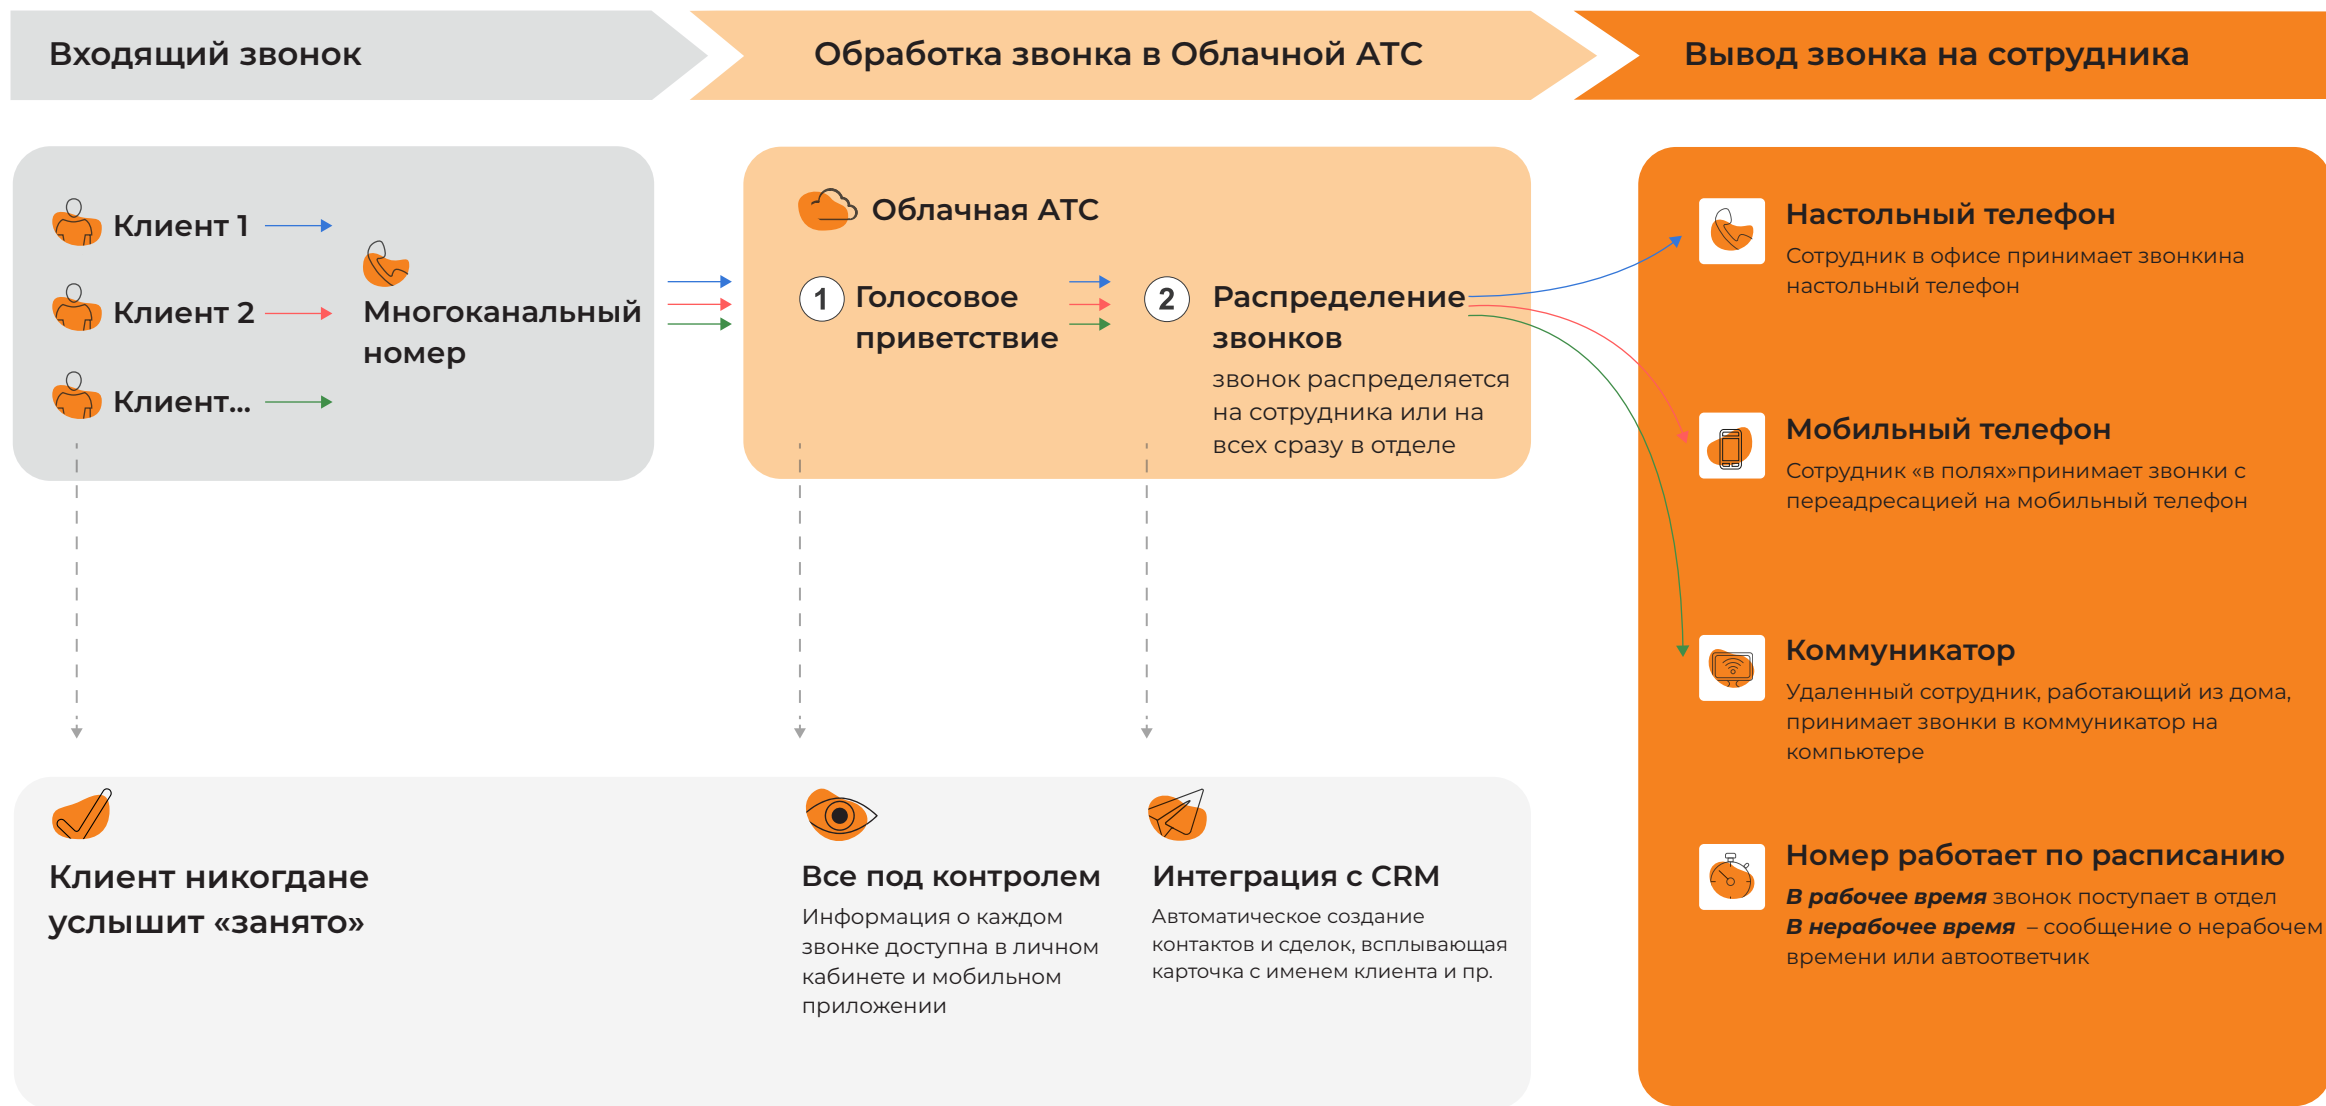 Входящий звонок
Обработка звонка в Облачной АТС
Вывод звонка на сотрудника
Клиент 1
Клиент 2
Клиент...
Многоканальный
номер
Облачная АТС
1
Голосовое
приветствие
2
Распределение
звонков
звонок распределяется
на сотрудника или на
всех сразу в отделе
Настольный телефон
Сотрудник в офисе принимает звонкина
настольный телефон
Мобильный телефон
Сотрудник «в полях»принимает звонки с
переадресацией на мобильный телефон
Коммуникатор
Удаленный сотрудник, работающий из дома,
принимает звонки в коммуникатор на
компьютере
Номер работает по расписанию
В рабочее время звонок поступает в отдел
В нерабочее время – сообщение о нерабочем
времени или автоответчик
Клиент никогдане
услышит «занято»
Все под контролем
Информация о каждом
звонке доступна в личном
кабинете и мобильном
приложении
Интеграция с CRM
Автоматическое создание
контактов и сделок, всплывающая
карточка с именем клиента и пр.